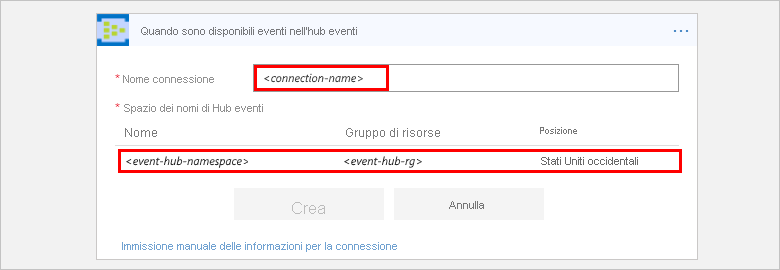 Quando sono disponibili eventi nell'hub eventi
* Nome connessione <connection-name>
* Spazio dei nomi di Hub eventi
Nome Gruppo di risorse Posizione
<event-hub-namespace> <event-hub-rg> Stati Uniti occidentali
Crea Annulla
Immissione manuale delle informazioni per la connessione